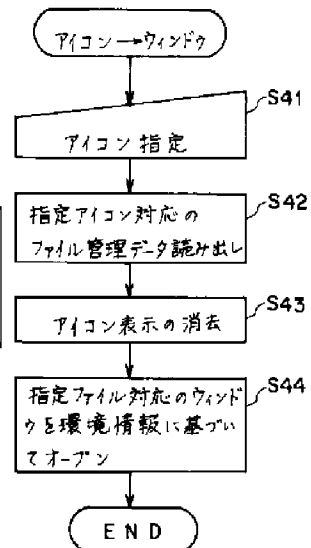 アイコン→ウィンドウ
S41
アイコン指定
S42
指定アイコン対応の
ファイル管理データ読み出し
S43
アイコン表示の消去
S44
指定ファイル対応のウィンド
ウを環境情報に基づい
てオープン
END